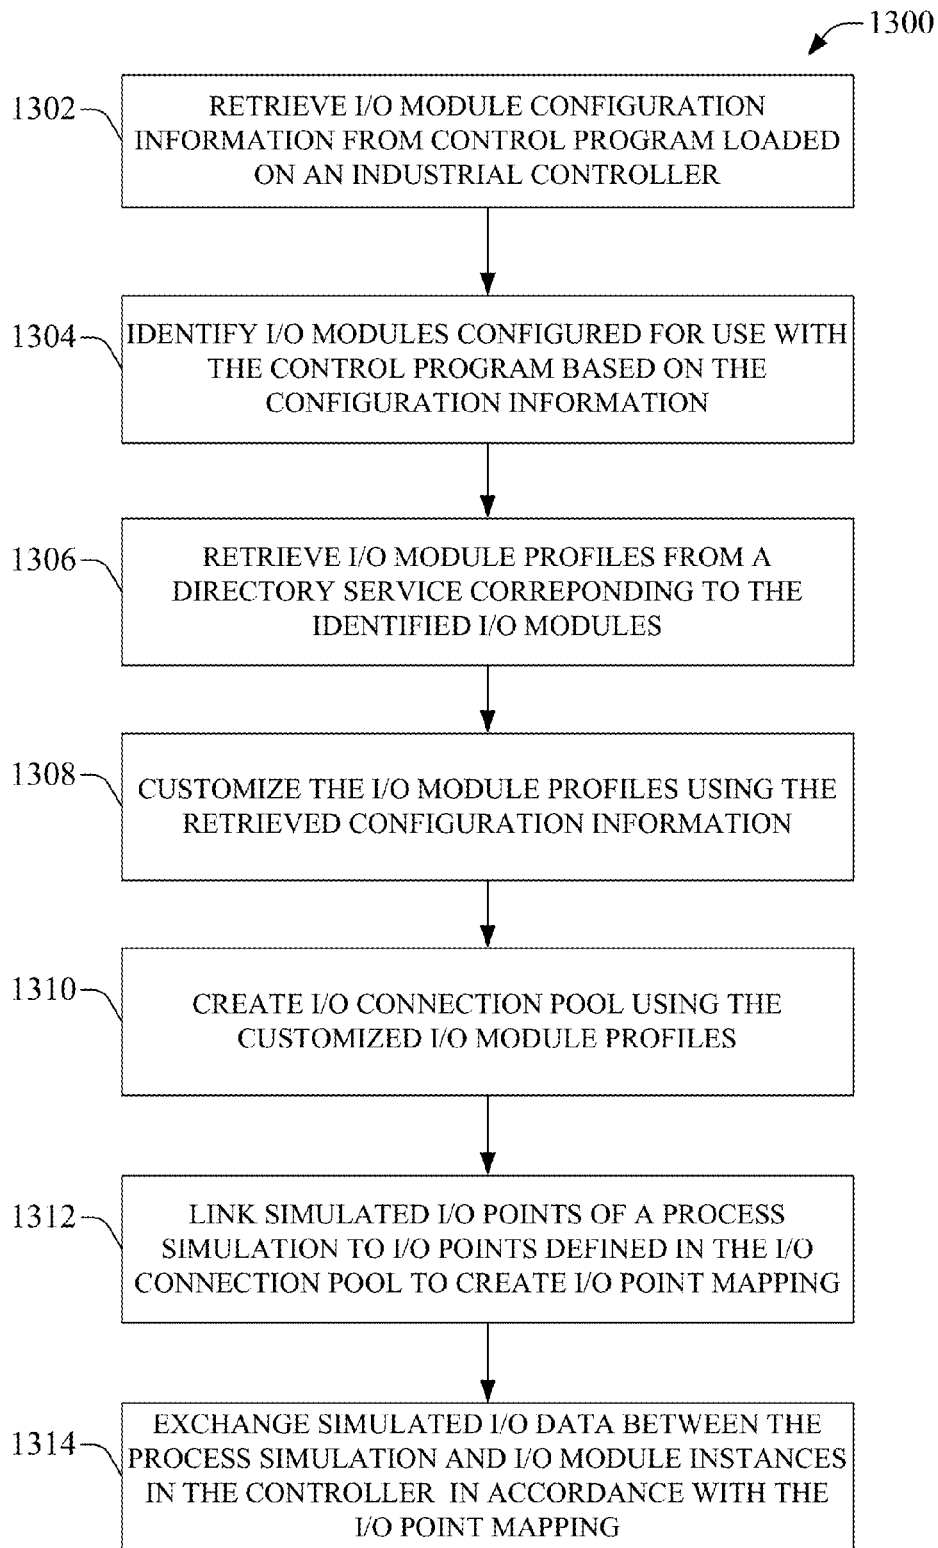 1300
1302
RETRIEVE I/O MODULE CONFIGURATION
INFORMATION FROM CONTROL PROGRAM LOADED
ON AN INDUSTRIAL CONTROLLER
1304
IDENTIFY I/O MODULES CONFIGURED FOR USE WITH
THE CONTROL PROGRAM BASED ON THE
CONFIGURATION INFORMATION
1306
RETRIEVE I/O MODULE PROFILES FROM A
DIRECTORY SERVICE CORREPONDING TO THE
IDENTIFIED I/O MODULES
1308
CUSTOMIZE THE I/O MODULE PROFILES USING THE
RETRIEVED CONFIGURATION INFORMATION
1310
CREATE I/O CONNECTION POOL USING THE
CUSTOMIZED I/O MODULE PROFILES
1312
LINK SIMULATED I/O POINTS OF A PROCESS
SIMULATION TO I/O POINTS DEFINED IN THE I/O
CONNECTION POOL TO CREATE I/O POINT MAPPING
1314
EXCHANGE SIMULATED I/O DATA BETWEEN THE
PROCESS SIMULATION AND I/O MODULE INSTANCES
IN THE CONTROLLER IN ACCORDANCE WITH THE
I/O POINT MAPPING